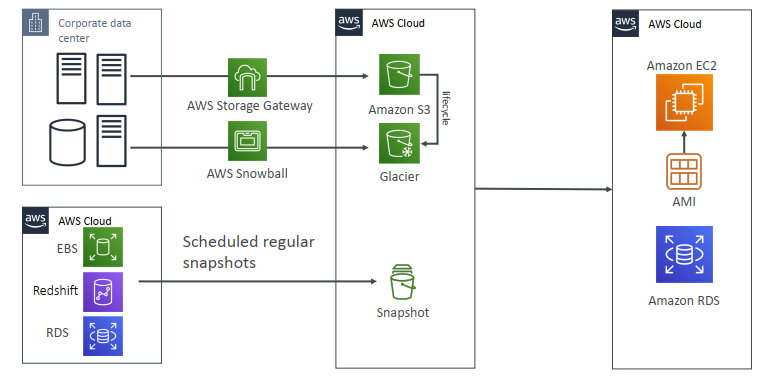 Corporate data
center
aws
AWS Cloud
aws
AWS Cloud
Amazon EC2
AWS Storage Gateway
Amazon S3
lifecycle
AWS Snowball
Glacier
AMI
aws
AWS Cloud
EBS
Scheduled regular
snapshots
Redshift
Snapshot
Amazon RDS
RDS